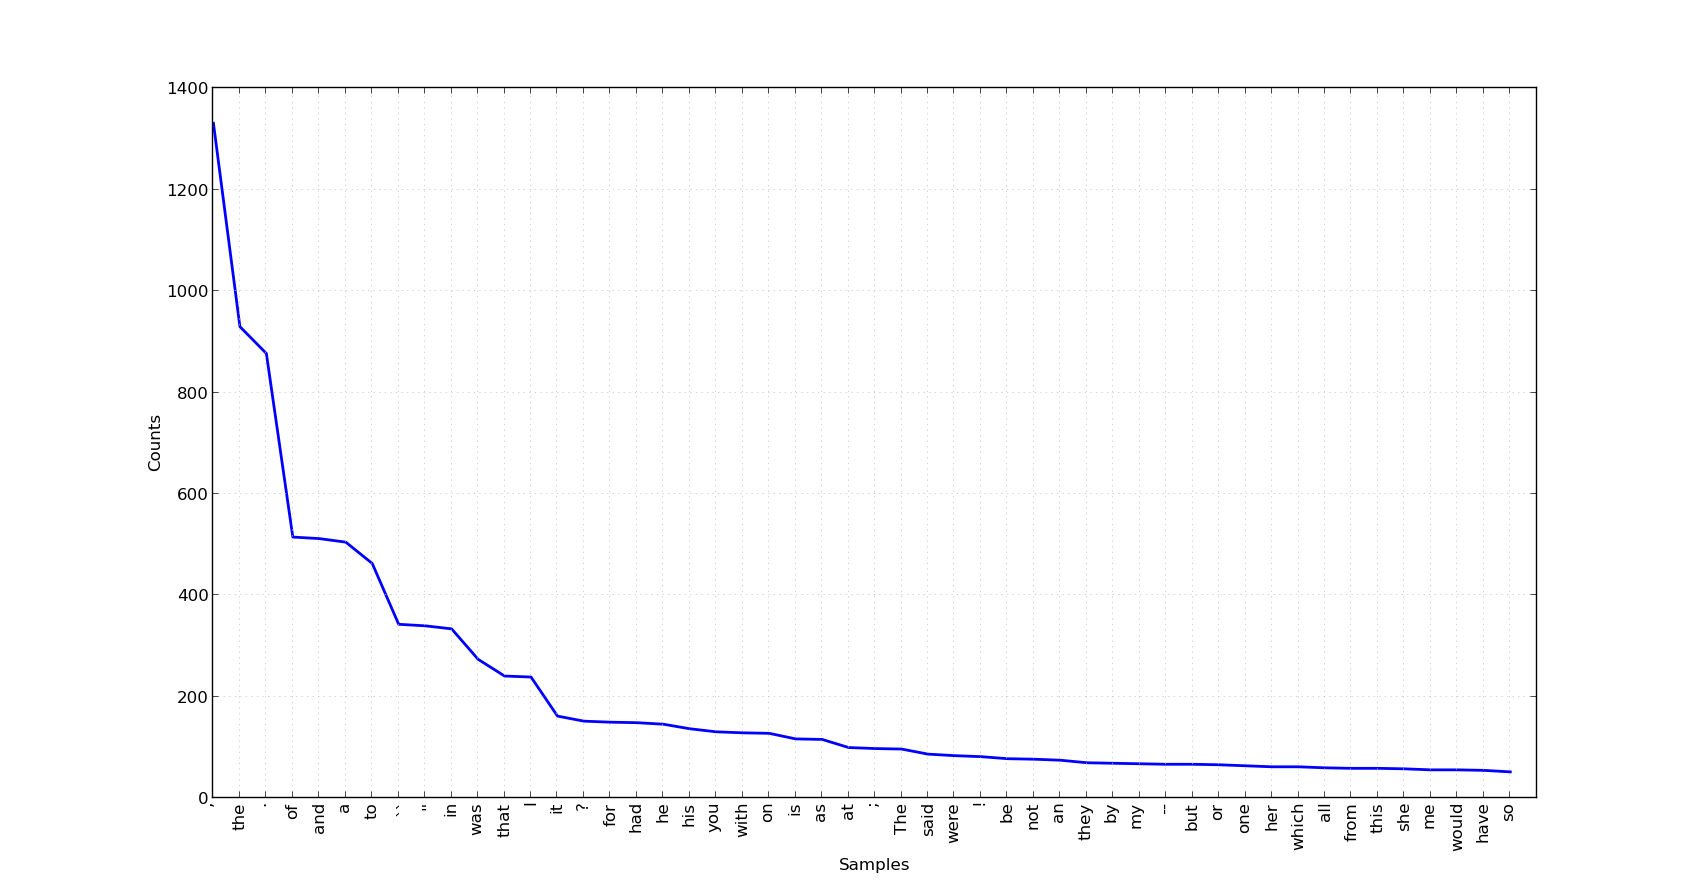 1400
1200
1000
800
600
400
200
0
Counts
, the . of and a to `` '' in was that I it ? for had he his you with on is as at ; The said were ! be not an they by my -- but or one her which all from this she me would have so
Samples